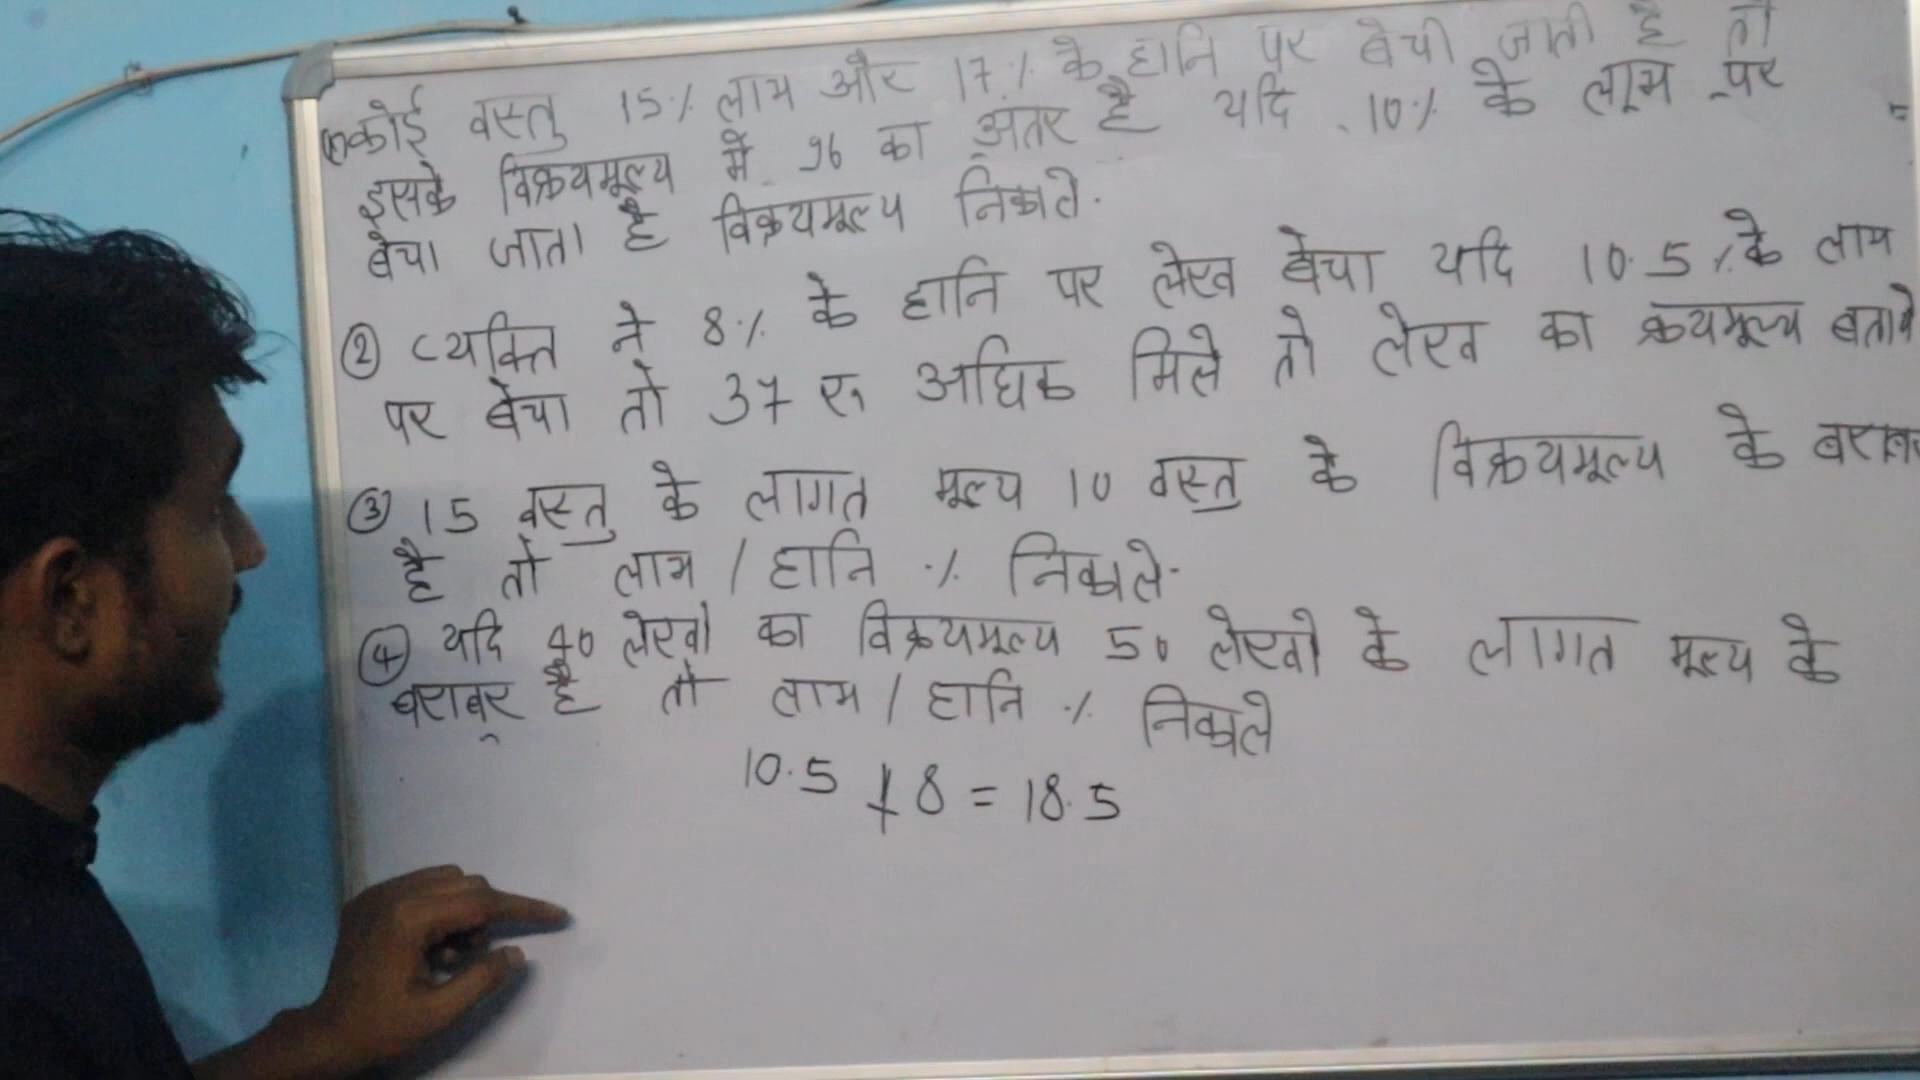 ① कोई वस्तु 15% लाभ और 17% के हानि पर बेची जाती है तो
इसके विक्रयमूल्य में 96 का अंतर है यदि 10% के लाभ पर
बेचा जाता है विक्रयमूल्य निकाले.
② व्यक्ति ने 8% के हानि पर लेख बेचा यदि 10.5% के लाभ
पर बेचा तो 37 रु अधिक मिले तो लेख का क्रयमूल्य बतावे
③ 15 वस्तु के लागत मूल्य 10 वस्तु के विक्रयमूल्य के बराबर
है तो लाभ / हानि % निकाले.
④ यदि 40 लेखो का विक्रयमूल्य 50 लेखो के लागत मूल्य के
बराबर है तो लाभ / हानि % निकाले
10.5 + 8 = 18.5